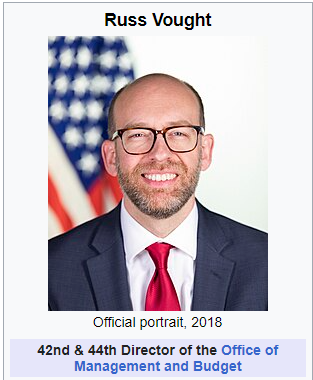 Russ Vought
Official portrait, 2018
42nd & 44th Director of the Office of
Management and Budget